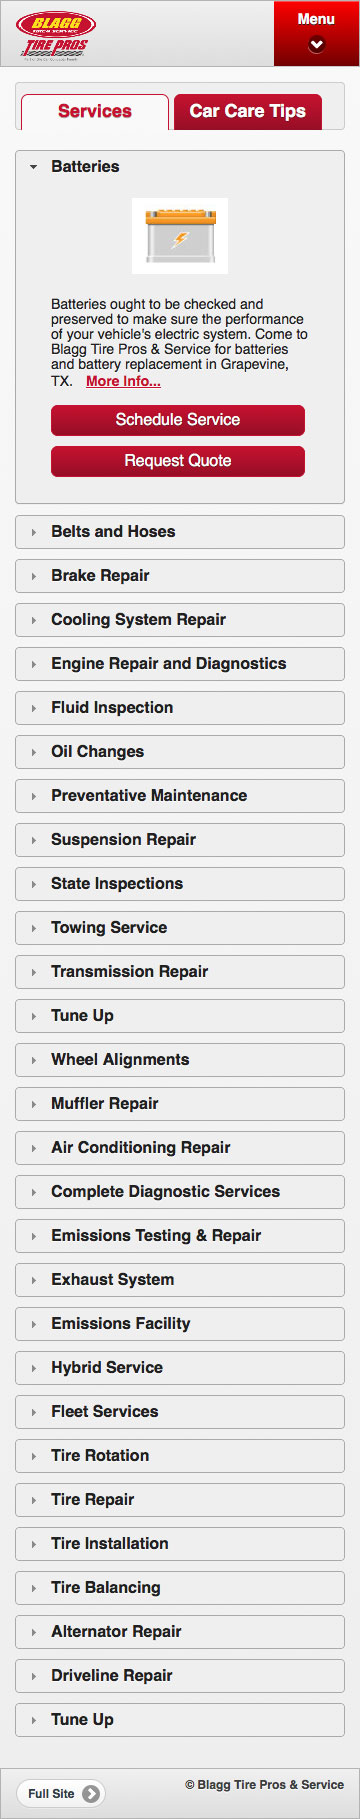 BLAGG
TIRE & SERVICE
TIRE PROS
Menu
Services
Car Care Tips
Batteries
Batteries ought to be checked and
preserved to make sure the performance
of your vehicle's electric system. Come to
Blagg Tire Pros & Service for batteries
and battery replacement in Grapevine,
TX. More Info...
Schedule Service
Request Quote
Belts and Hoses
Brake Repair
Cooling System Repair
Engine Repair and Diagnostics
Fluid Inspection
Oil Changes
Preventative Maintenance
Suspension Repair
State Inspections
Towing Service
Transmission Repair
Tune Up
Wheel Alignments
Muffler Repair
Air Conditioning Repair
Complete Diagnostic Services
Emissions Testing & Repair
Exhaust System
Emissions Facility
Hybrid Service
Fleet Services
Tire Rotation
Tire Repair
Tire Installation
Tire Balancing
Alternator Repair
Driveline Repair
Tune Up
Full Site
© Blagg Tire Pros & Service